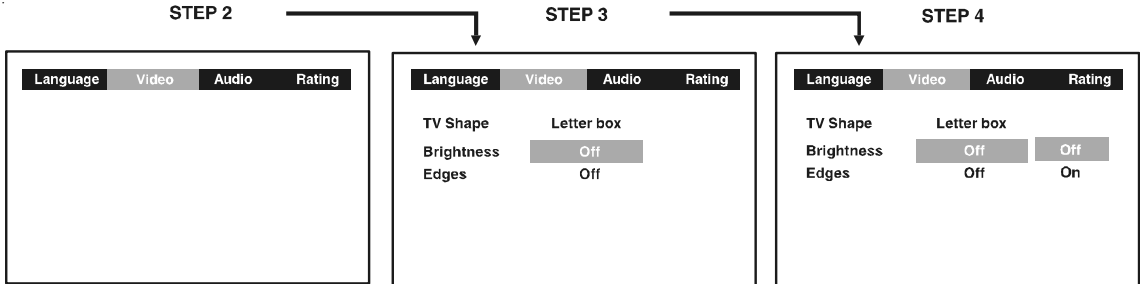 STEP 2
STEP 3
STEP 4
Language Video Audio Rating
Language Video Audio Rating
TV Shape Letter box
Brightness Off
Edges Off
Language Video Audio Rating
TV Shape Letter box
Brightness Off Off
Edges Off On